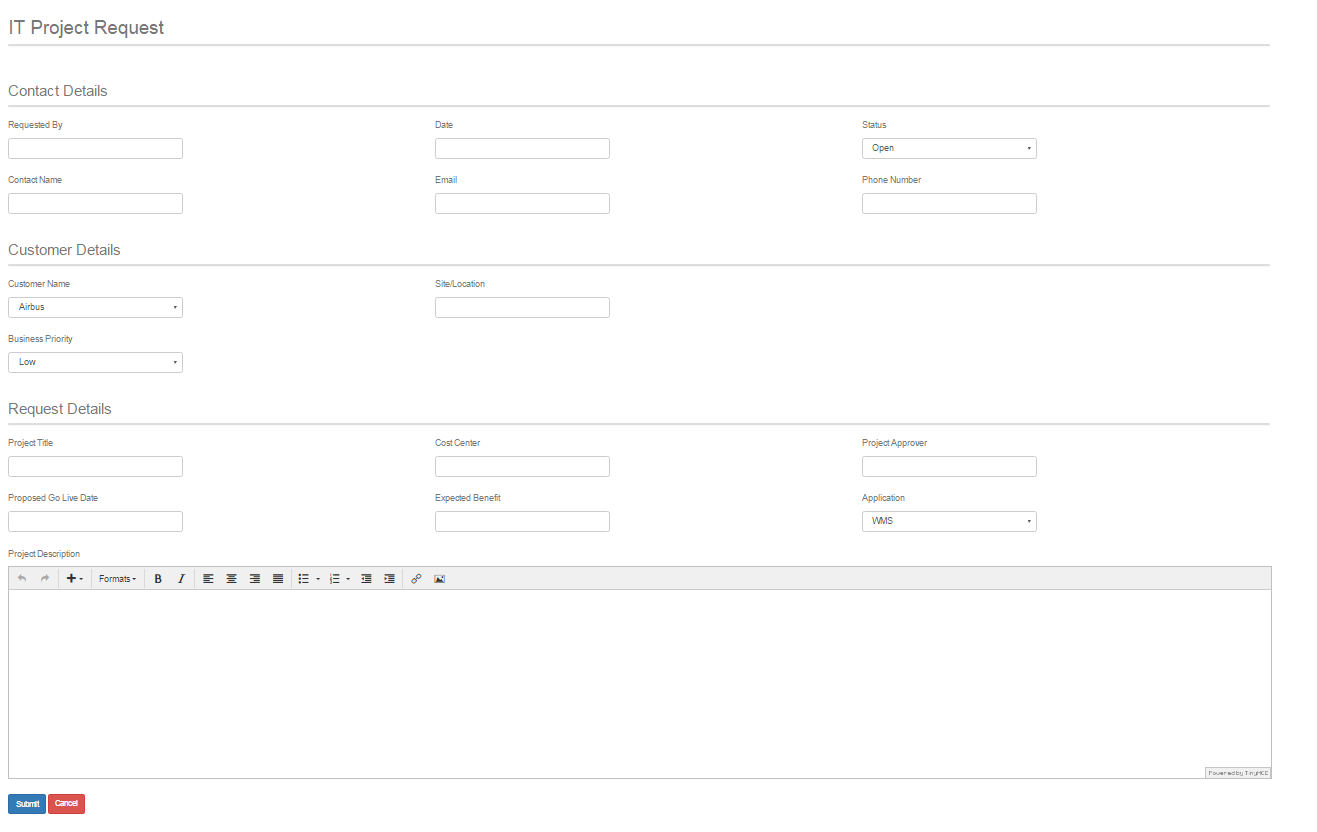 IT Project Request
Contact Details
Requested By Date Status
Open
Contact Name Email Phone Number
Customer Details
Customer Name Site/Location
Airbus
Business Priority
Low
Request Details
Project Title Cost Center Project Approver
Proposed Go Live Date Expected Benefit Application
WMS
Project Description
Formats B I
Powered by TinyMCE
Submit Cancel